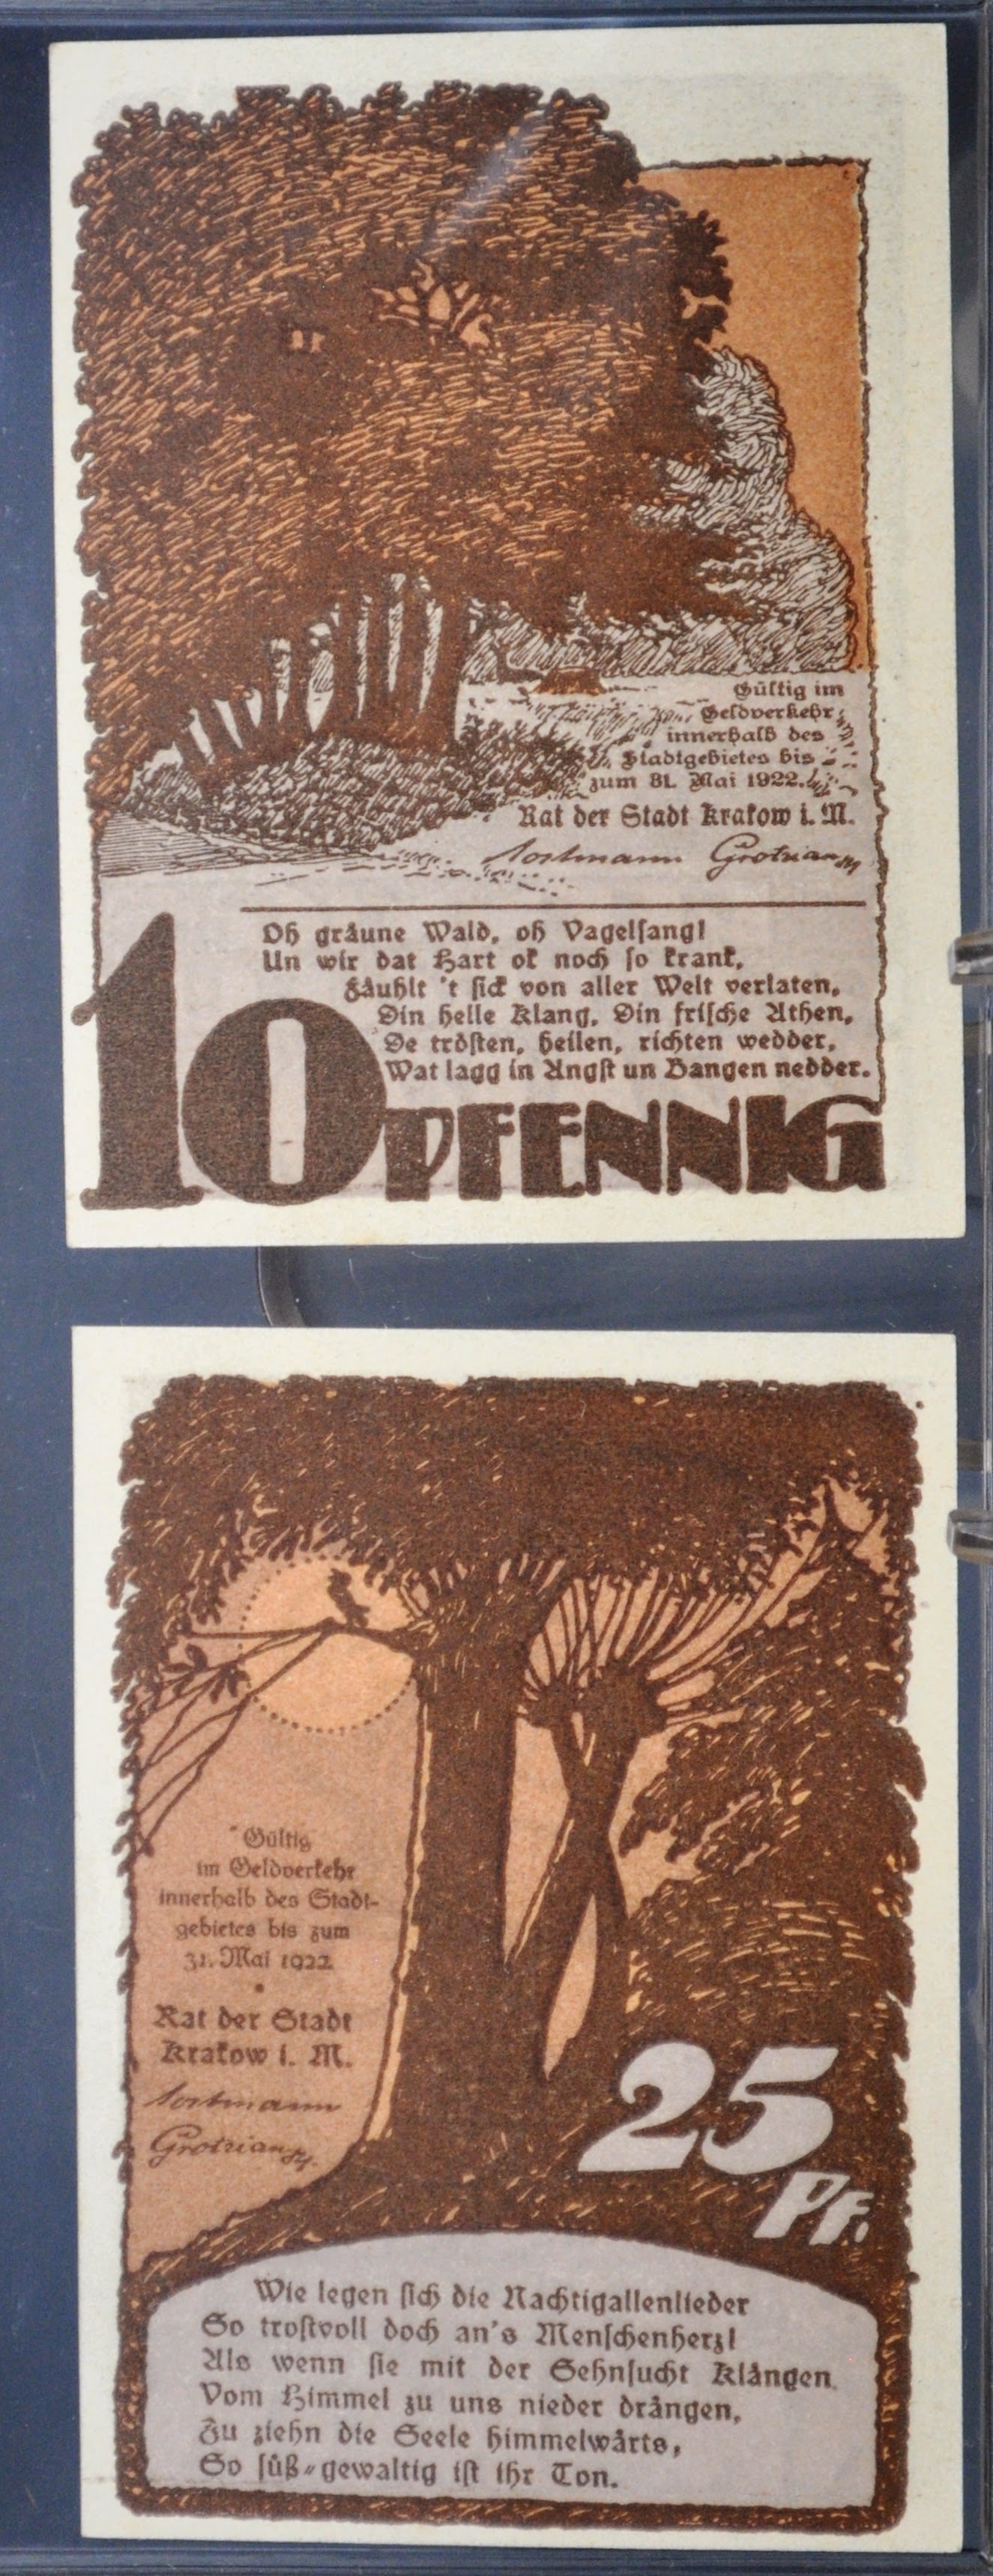 Gültig im
Geldverkehr
innerhalb des
Stadtgebietes bis
zum 31. Mai 1922.
Rat der Stadt Krakow i. M.
Grotrian
Oh gräune Wald, oh Vagelsang!
Un wir dat Hart ok noch so krank,
Fäuhlt 't sick von aller Welt verlaten,
Din helle Klang, Din frische Athen,
De trösten, heilen, richten wedder,
Wat lagg in Angst un Bangen nedder.
10 PFENNIG
Gültig
im Geldverkehr
innerhalb des Stadt-
gebietes bis zum
31. Mai 1922
Rat der Stadt
Krakow i. M.
Grotrian
25
PF.
Wie legen sich die Nachtigallenlieder
So trostvoll doch an's Menschenherz!
Als wenn sie mit der Sehnsucht Klängen
Vom Himmel zu uns nieder drängen,
Zu ziehn die Seele himmelwärts,
So süß-gewaltig ist ihr Ton.